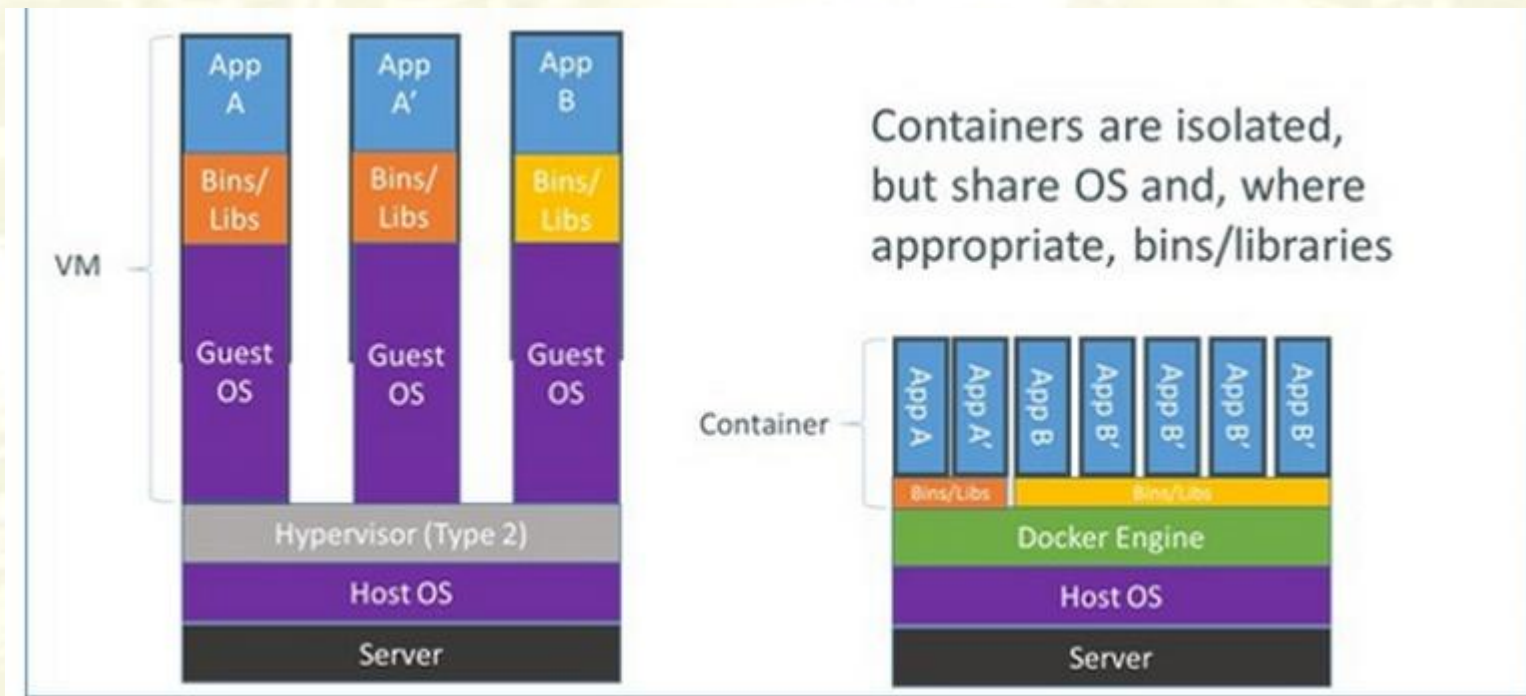 VM
App
A
Bins/
Libs
Guest
OS
App
A'
Bins/
Libs
Guest
OS
App
B
Bins/
Libs
Guest
OS
Hypervisor (Type 2)
Host OS
Server
Containers are isolated,
but share OS and, where
appropriate, bins/libraries
Container
App A
App A'
App B
App B'
App B'
App B'
App B'
Bins/Libs
Bins/Libs
Docker Engine
Host OS
Server